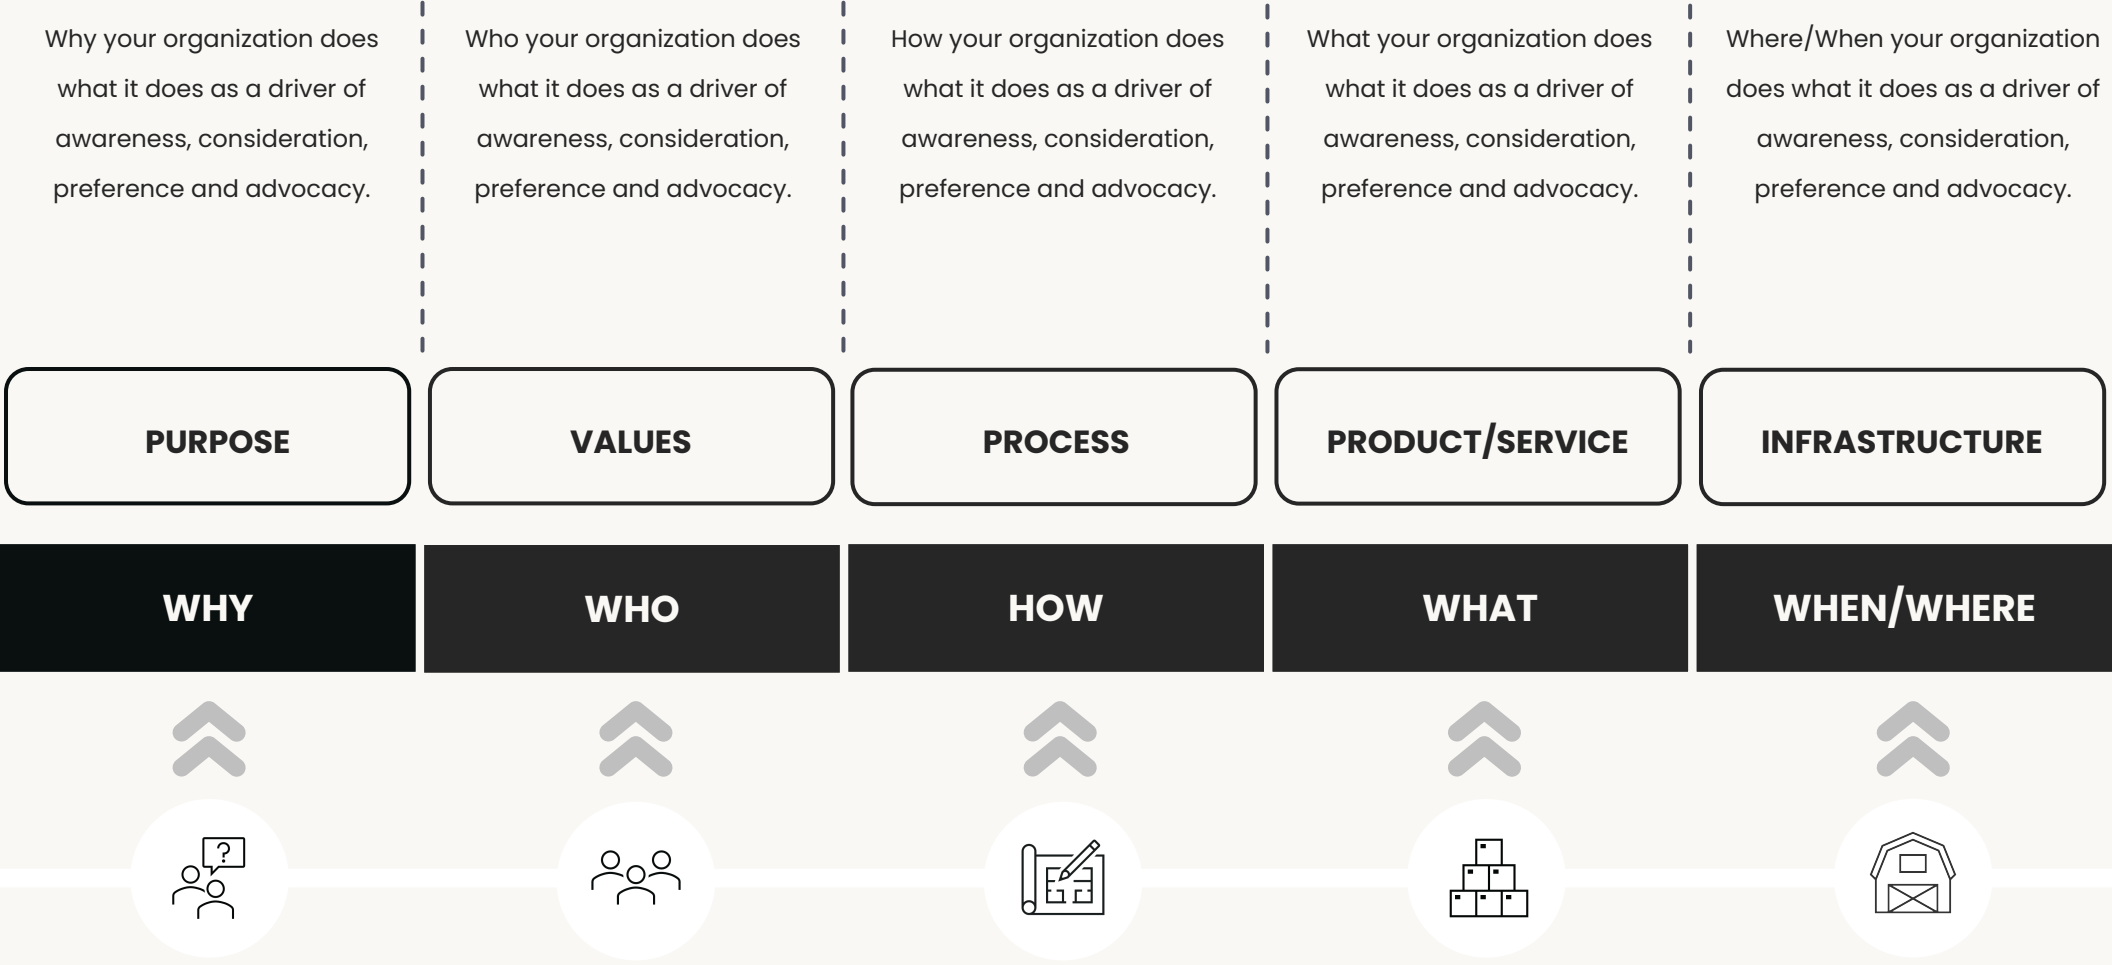 Why your organization does
what it does as a driver of
awareness, consideration,
preference and advocacy.
Who your organization does
what it does as a driver of
awareness, consideration,
preference and advocacy.
How your organization does
what it does as a driver of
awareness, consideration,
preference and advocacy.
What your organization does
what it does as a driver of
awareness, consideration,
preference and advocacy.
Where/When your organization
does what it does as a driver of
awareness, consideration,
preference and advocacy.
PURPOSE
VALUES
PROCESS
PRODUCT/SERVICE
INFRASTRUCTURE
WHY
WHO
HOW
WHAT
WHEN/WHERE
?